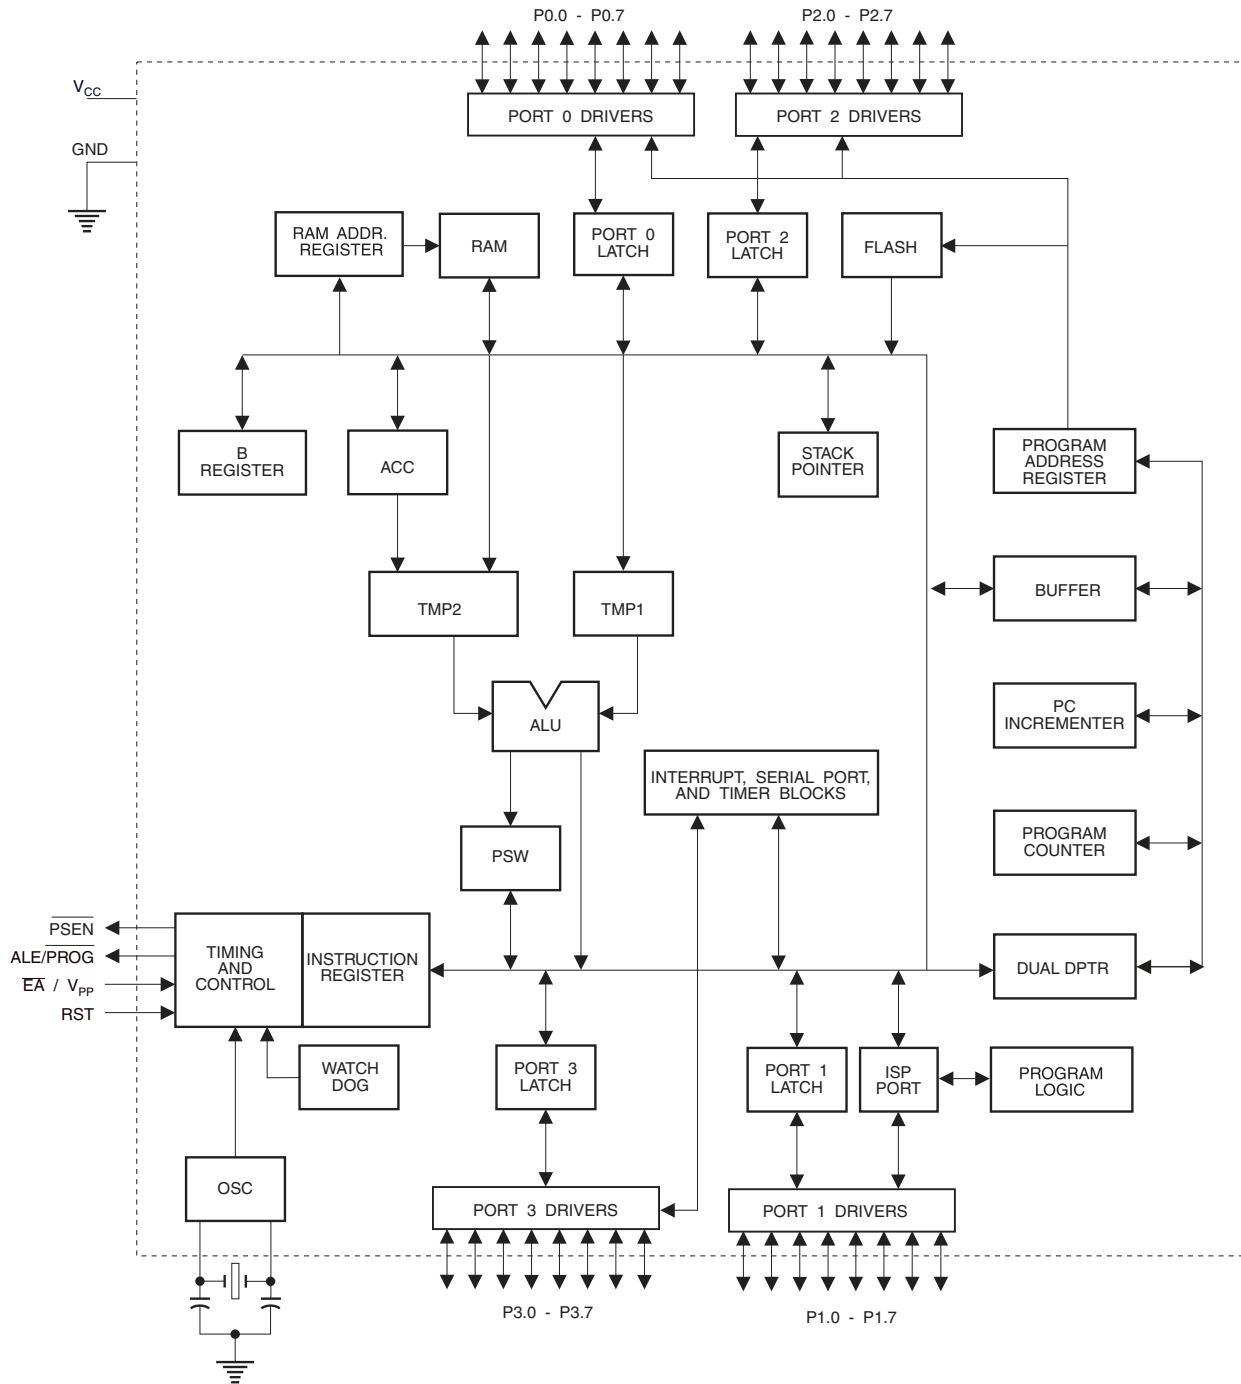 P0.0 - P0.7
P2.0 - P2.7
VCC
PORT 0 DRIVERS
PORT 2 DRIVERS
GND
RAM ADDR.
REGISTER
RAM
PORT 0
LATCH
PORT 2
LATCH
FLASH
B
REGISTER
ACC
STACK
POINTER
PROGRAM
ADDRESS
REGISTER
BUFFER
TMP2
TMP1
PC
INCREMENTER
ALU
INTERRUPT, SERIAL PORT,
AND TIMER BLOCKS
PROGRAM
COUNTER
PSW
PSEN
ALE/PROG
EA / VPP
RST
TIMING
AND
CONTROL
INSTRUCTION
REGISTER
DUAL DPTR
WATCH
DOG
PORT 3
LATCH
PORT 1
LATCH
ISP
PORT
PROGRAM
LOGIC
OSC
PORT 3 DRIVERS
PORT 1 DRIVERS
P3.0 - P3.7
P1.0 - P1.7